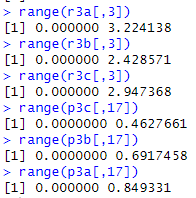 > range(r3a[,3])
[1] 0.000000 3.224138
> range(r3b[,3])
[1] 0.000000 2.428571
> range(r3c[,3])
[1] 0.000000 2.947368
> range(p3c[,17])
[1] 0.0000000 0.4627661
> range(p3b[,17])
[1] 0.0000000 0.6917458
> range(p3a[,17])
[1] 0.000000 0.849331